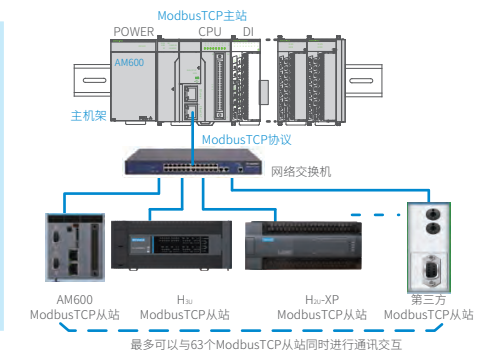 ModbusTCP主站
POWER CPU DI
AM600
主机架
ModbusTCP协议
网络交换机
AM600 H3U H2U-XP 第三方
ModbusTCP从站 ModbusTCP从站 ModbusTCP从站 ModbusTCP从站
最多可以与63个ModbusTCP从站同时进行通讯交互